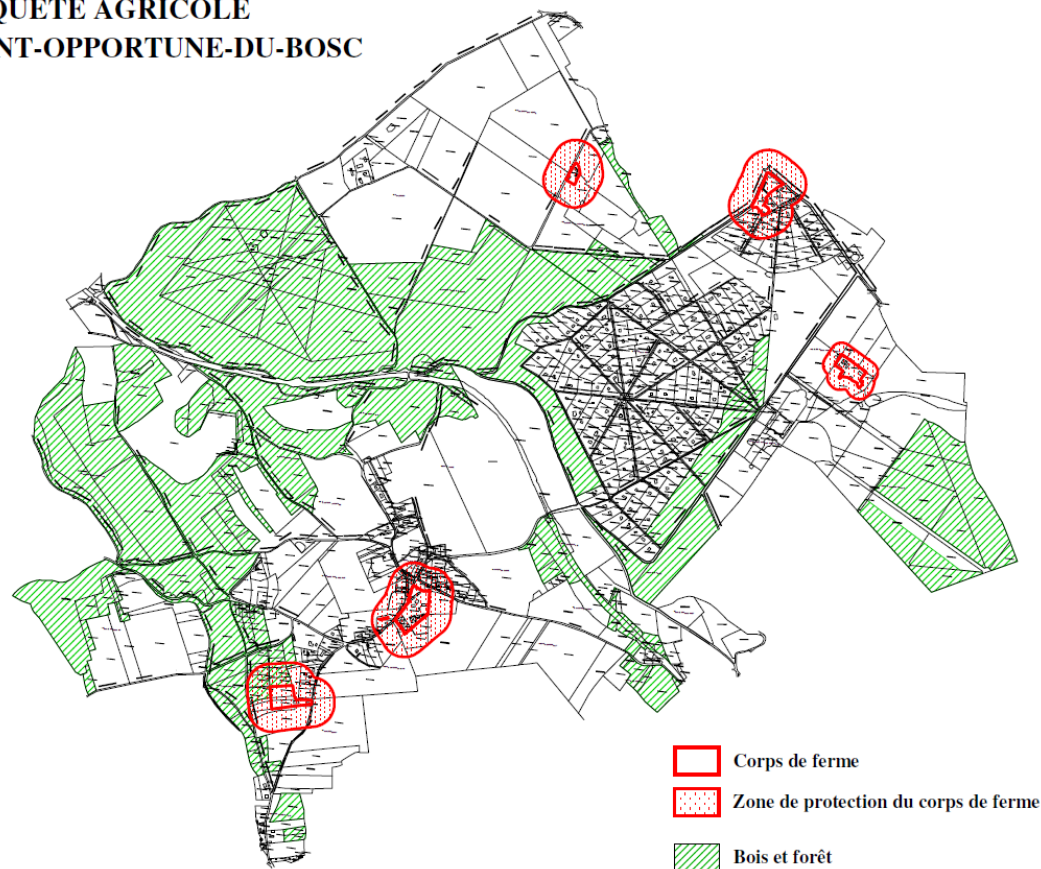 QUETE AGRICOLE
NT-OPPORTUNE-DU-BOSC
Corps de ferme
Zone de protection du corps de ferme
Bois et forêt